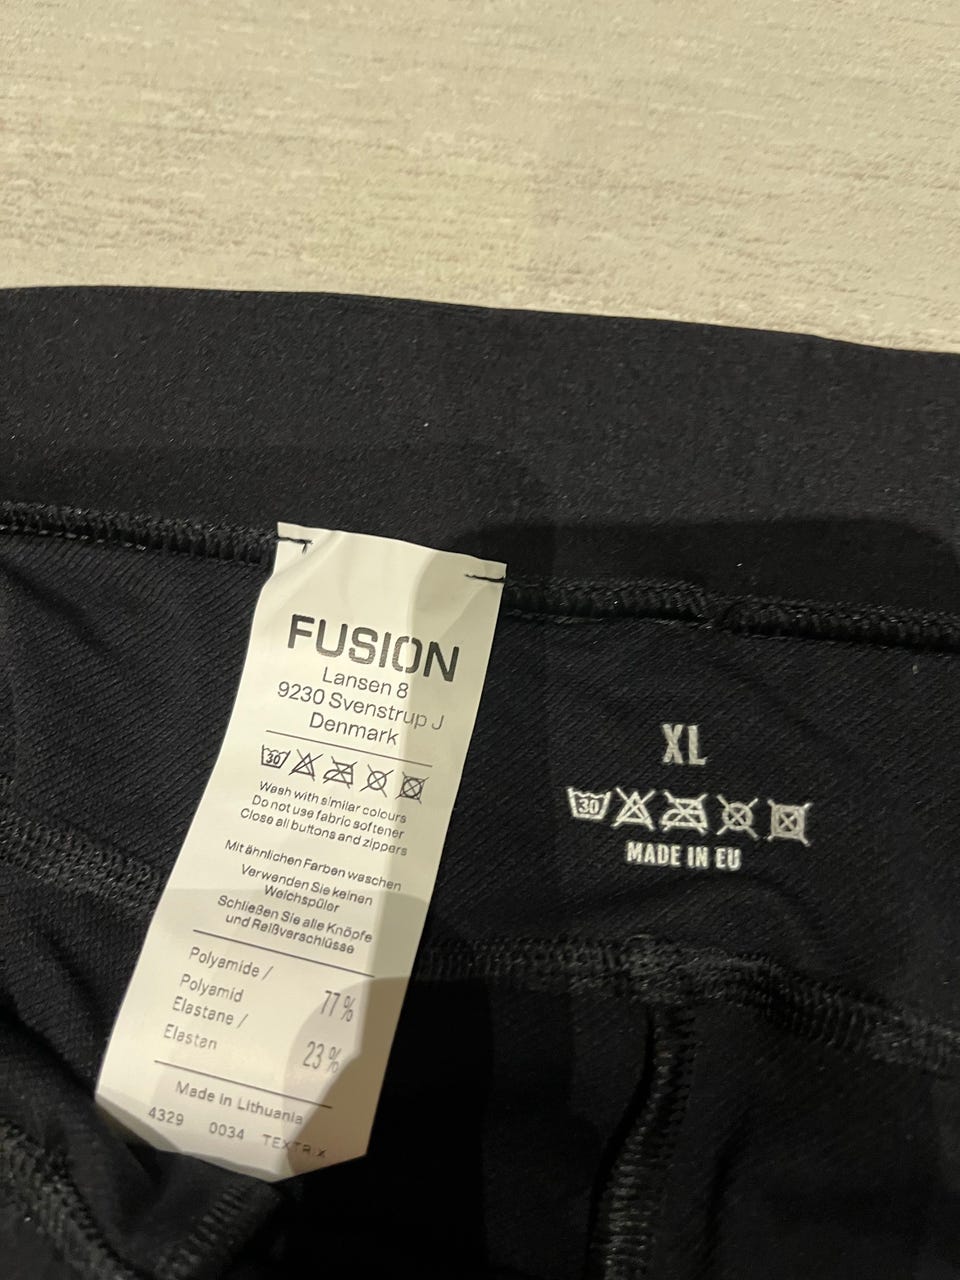 FUSION
Lansen 8
9230 Svenstrup J
Denmark
30
Wash with similar colours
Do not use fabric softener
Close all buttons and zippers
Mit ähnlichen Farben waschen
Verwenden Sie keinen
Weichspüler
Schließen Sie alle Knöpfe
und Reißverschlüsse
Polyamide /
Polyamid 77 %
Elastane /
Elastan 23 %
Made in Lithuania
4329 0034 TEXTRIX
XL
30
MADE IN EU